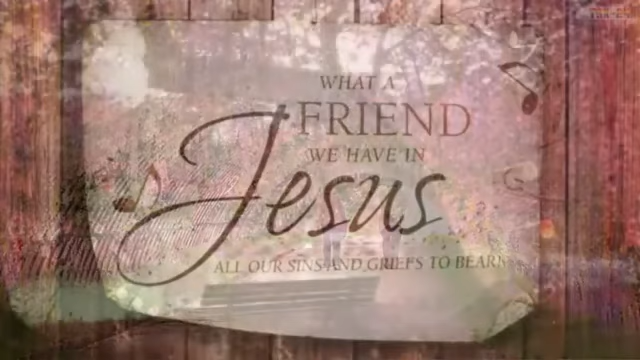 WHAT A
FRIEND
WE HAVE IN
Jesus
ALL OUR SINS AND GRIEFS TO BEAR